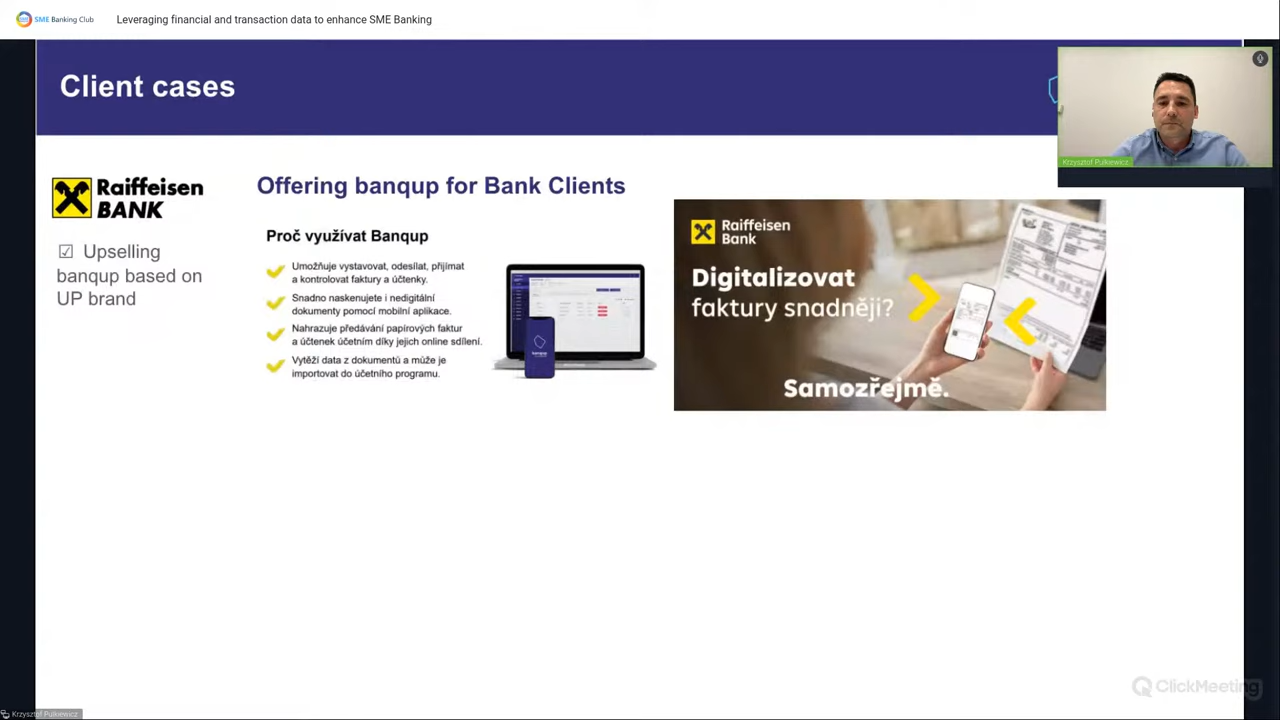 SME Banking Club
Leveraging financial and transaction data to enhance SME Banking
Client cases
Krzysztof Pulkiewicz
Raiffeisen
BANK
☑ Upselling
banqup based on
UP brand
Offering banqup for Bank Clients
Proč využívat Banqup
Umožňuje vystavovat, odesílat, přijímat
a kontrolovat faktury a účtenky.
Snadno naskenujete i nedigitální
dokumenty pomocí mobilní aplikace.
Nahrazuje předávání papírových faktur
a účtenek účetním díky jejich online sdílení.
Vytěží data z dokumentů a může je
importovat do účetního programu.
banqup
Raiffeisen
Bank
Digitalizovat
faktury snadněji?
Samozřejmě.
ClickMeeting
Krzysztof Pulkiewicz